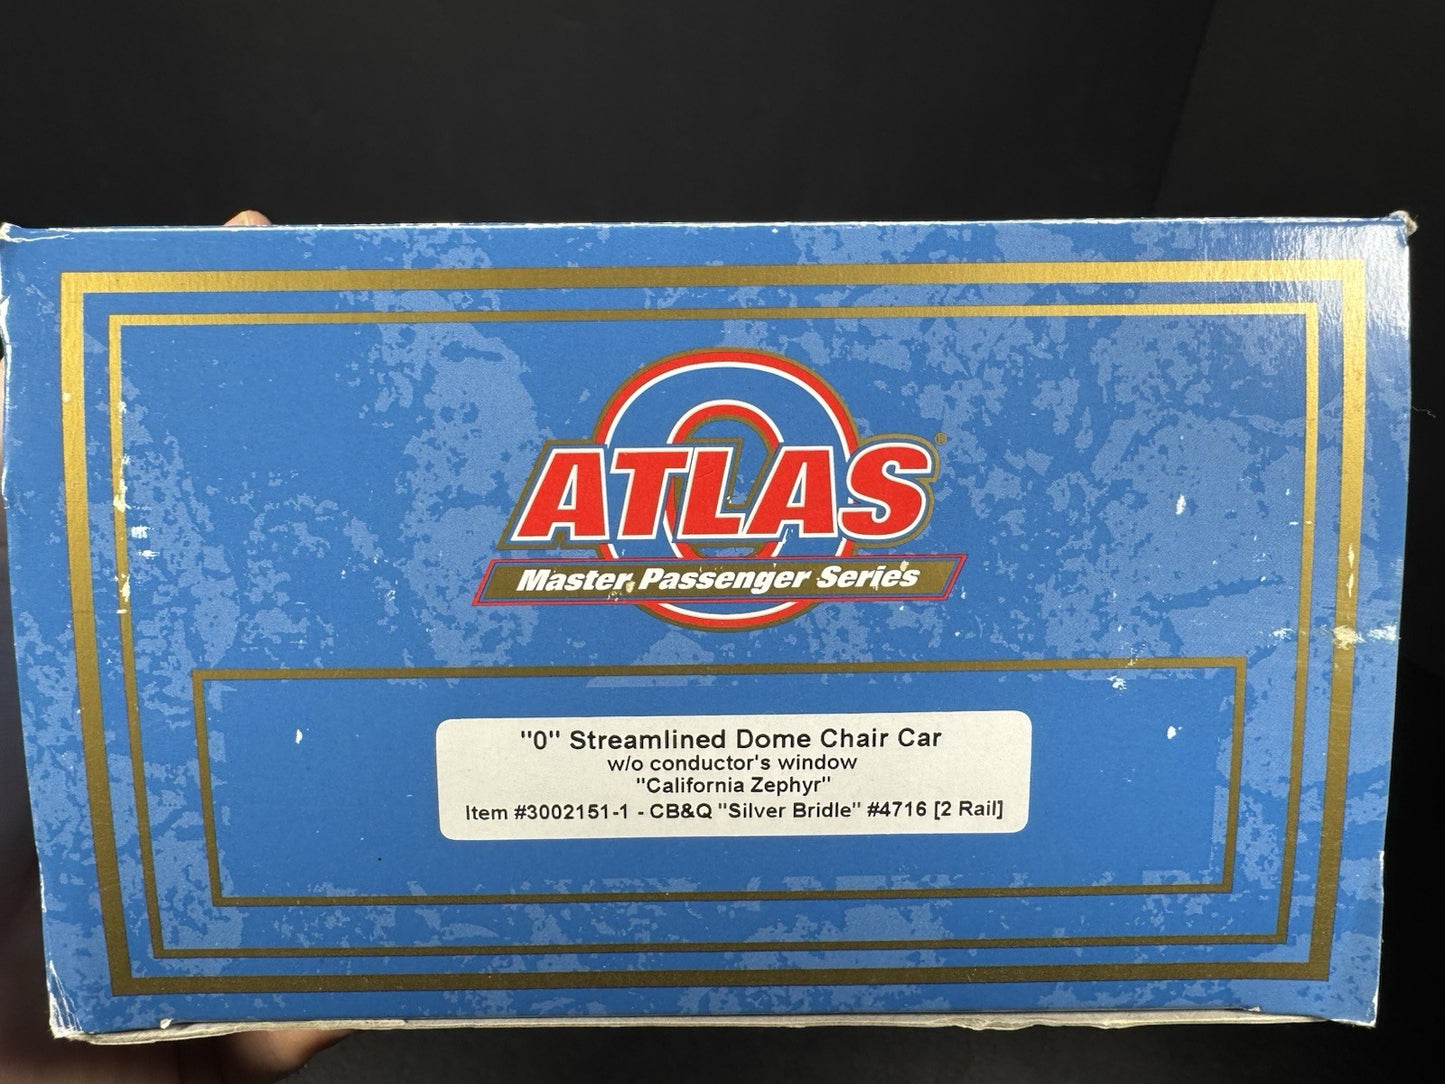 O
ATLAS®
Master Passenger Series
"0" Streamlined Dome Chair Car
w/o conductor's window
"California Zephyr"
Item #3002151-1 - CB&Q "Silver Bridle" #4716 [2 Rail]